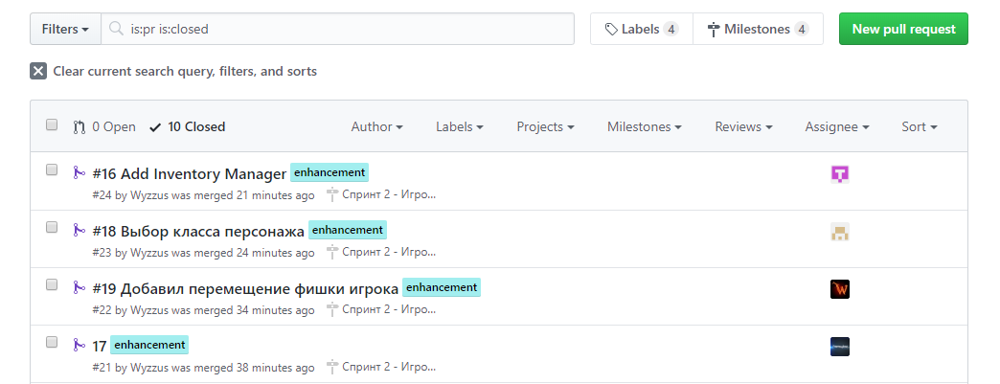 Filters is:pr is:closed Labels 4 Milestones 4 New pull request
Clear current search query, filters, and sorts
0 Open 10 Closed Author Labels Projects Milestones Reviews Assignee Sort
#16 Add Inventory Manager enhancement
#24 by Wyzzus was merged 21 minutes ago Спринт 2 - Игро...
#18 Выбор класса персонажа enhancement
#23 by Wyzzus was merged 24 minutes ago Спринт 2 - Игро...
#19 Добавил перемещение фишки игрока enhancement
#22 by Wyzzus was merged 34 minutes ago Спринт 2 - Игро...
17 enhancement
#21 by Wyzzus was merged 38 minutes ago Спринт 2 - Игро...